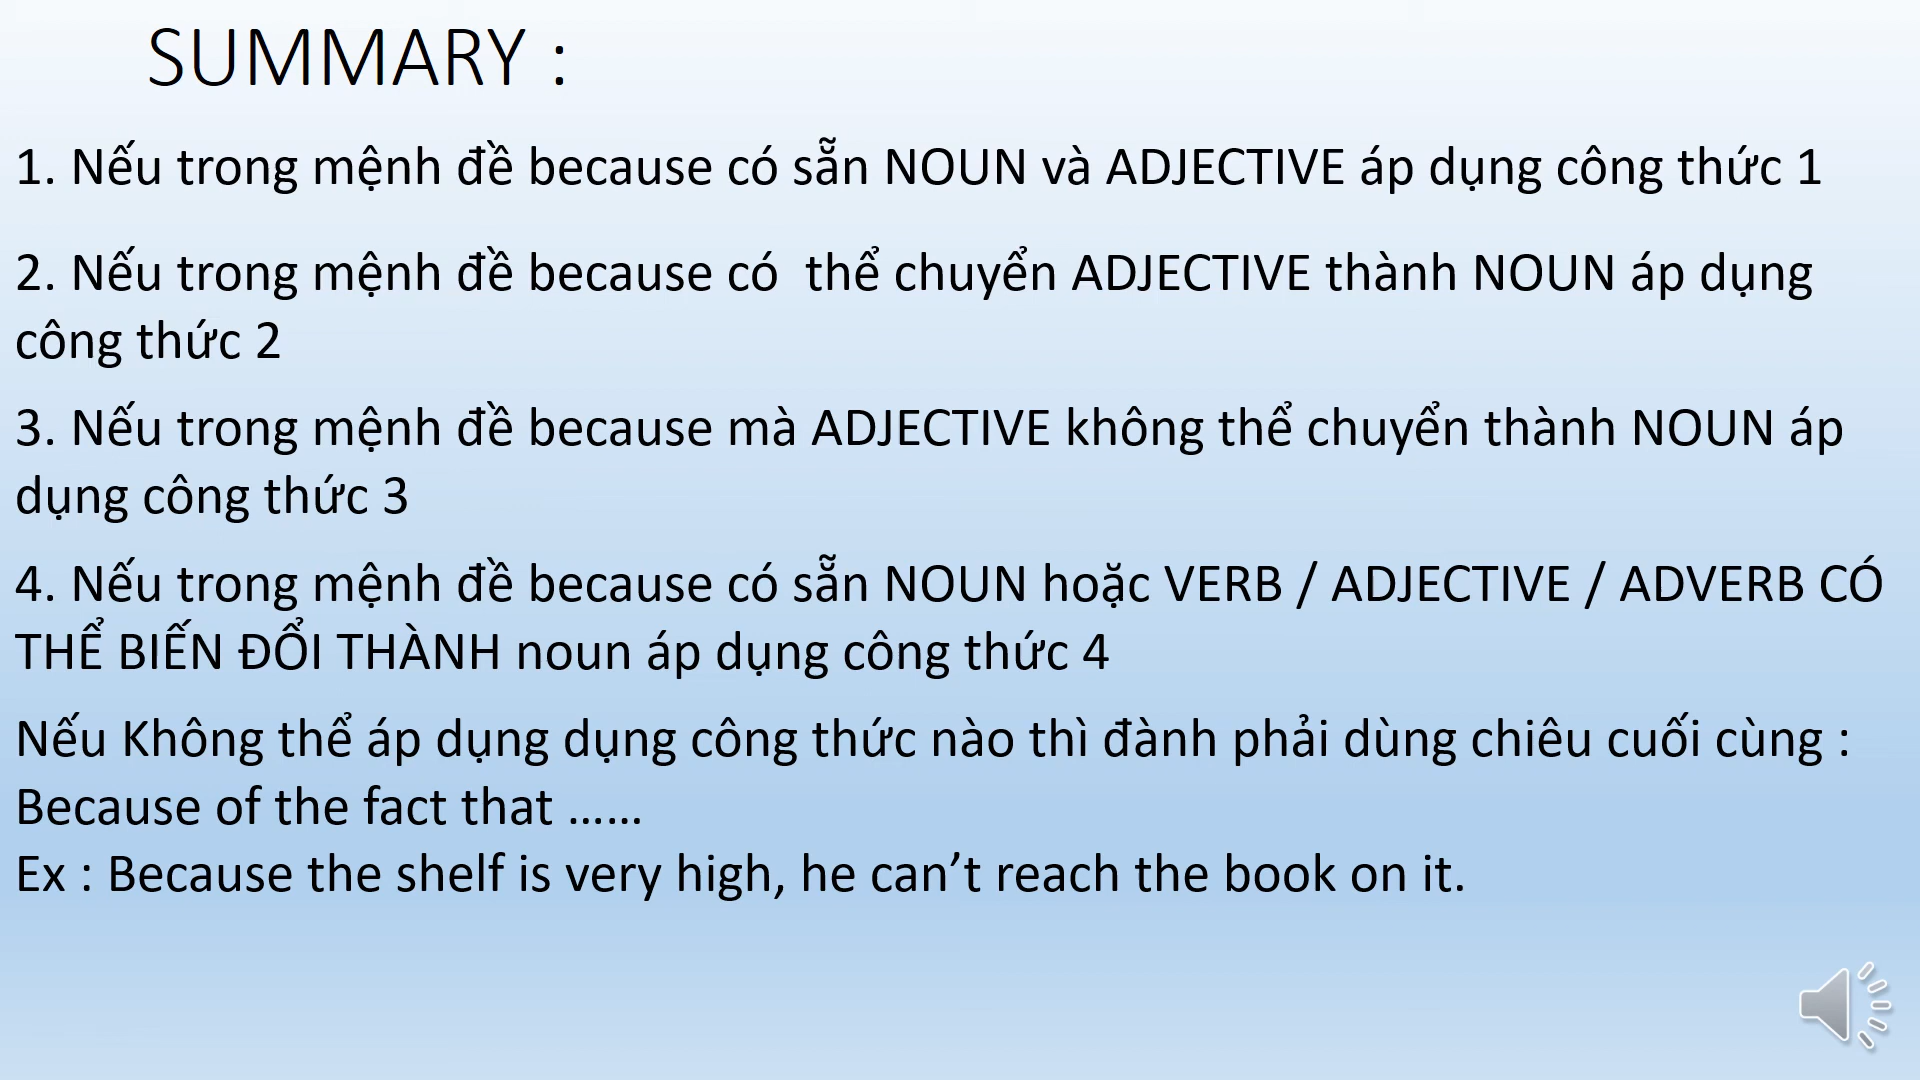 SUMMARY :
1. Nếu trong mệnh đề because có sẵn NOUN và ADJECTIVE áp dụng công thức 1
2. Nếu trong mệnh đề because có  thể chuyển ADJECTIVE thành NOUN áp dụng
công thức 2
3. Nếu trong mệnh đề because mà ADJECTIVE không thể chuyển thành NOUN áp
dụng công thức 3
4. Nếu trong mệnh đề because có sẵn NOUN hoặc VERB / ADJECTIVE / ADVERB CÓ
THỂ BIẾN ĐỔI THÀNH noun áp dụng công thức 4
Nếu Không thể áp dụng dụng công thức nào thì đành phải dùng chiêu cuối cùng :
Because of the fact that ……
Ex : Because the shelf is very high, he can’t reach the book on it.